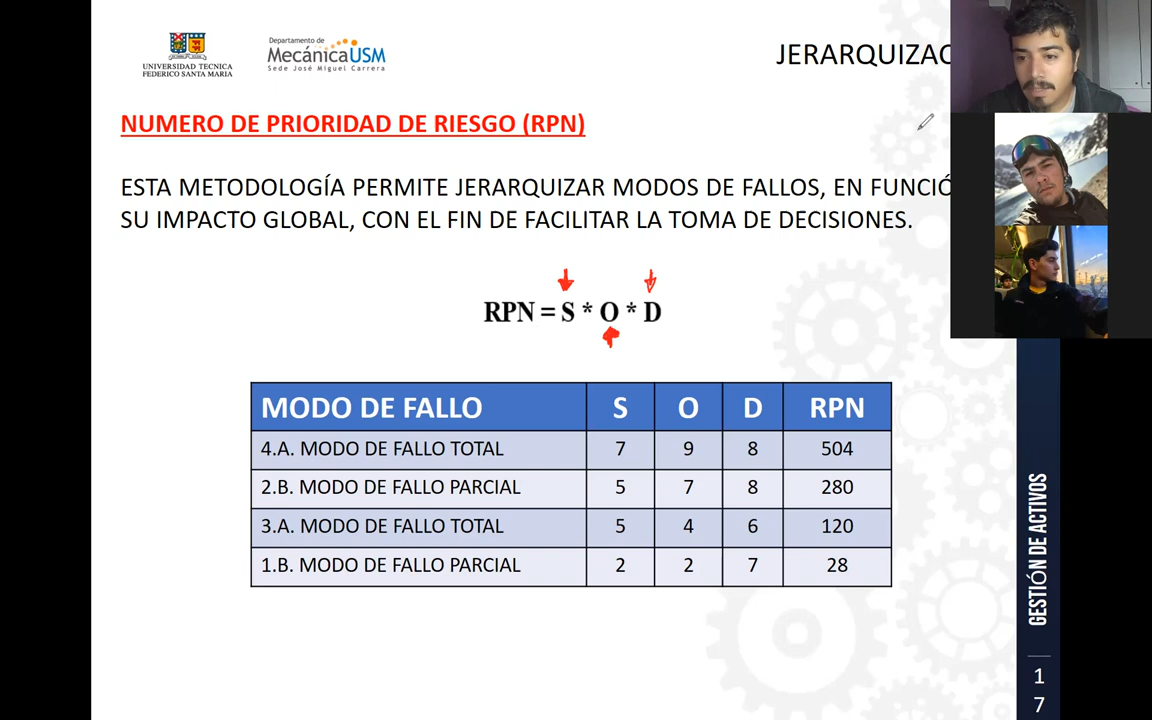 UNIVERSIDAD TECNICA
FEDERICO SANTA MARIA
Departamento de
MecánicaUSM
Sede José Miguel Carrera
JERARQUIZAC
NUMERO DE PRIORIDAD DE RIESGO (RPN)
ESTA METODOLOGÍA PERMITE JERARQUIZAR MODOS DE FALLOS, EN FUNCIÓ
SU IMPACTO GLOBAL, CON EL FIN DE FACILITAR LA TOMA DE DECISIONES.
RPN = S * O * D
MODO DE FALLO S O D RPN
4.A. MODO DE FALLO TOTAL 7 9 8 504
2.B. MODO DE FALLO PARCIAL 5 7 8 280
3.A. MODO DE FALLO TOTAL 5 4 6 120
1.B. MODO DE FALLO PARCIAL 2 2 7 28
GESTIÓN DE ACTIVOS
1
7